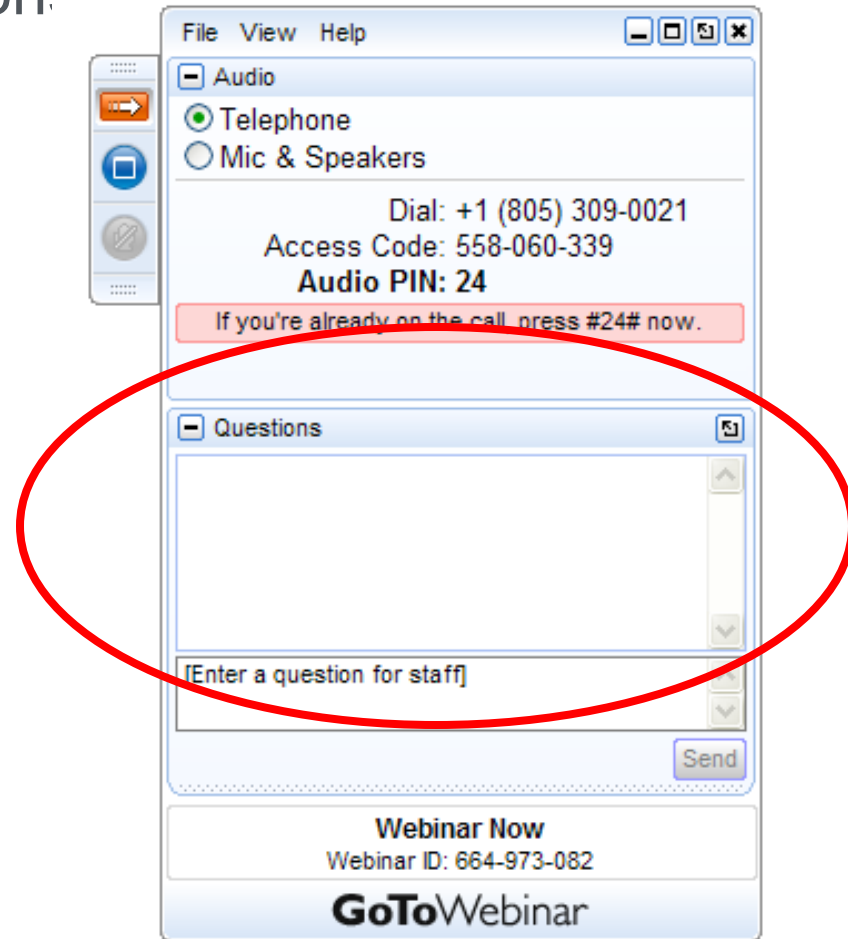 File View Help
Audio
Telephone
Mic & Speakers
Dial: +1 (805) 309-0021
Access Code: 558-060-339
Audio PIN: 24
If you're already on the call, press #24# now.
Questions
[Enter a question for staff]
Send
Webinar Now
Webinar ID: 664-973-082
GoToWebinar